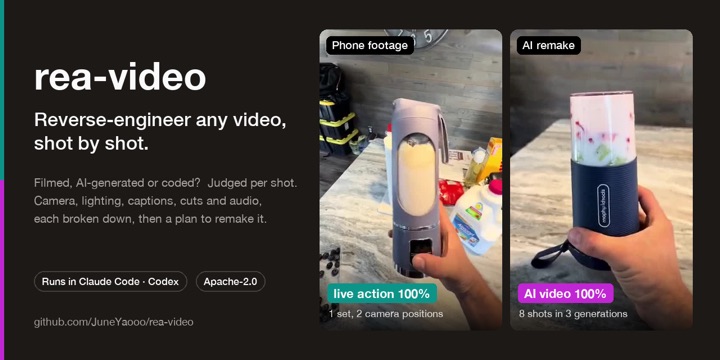 rea-video
Reverse-engineer any video,
shot by shot.
Filmed, AI-generated or coded? Judged per shot.
Camera, lighting, captions, cuts and audio,
each broken down, then a plan to remake it.
Runs in Claude Code · Codex
Apache-2.0
github.com/JuneYaooo/rea-video
Phone footage
live action 100%
1 set, 2 camera positions
AI remake
AI video 100%
8 shots in 3 generations